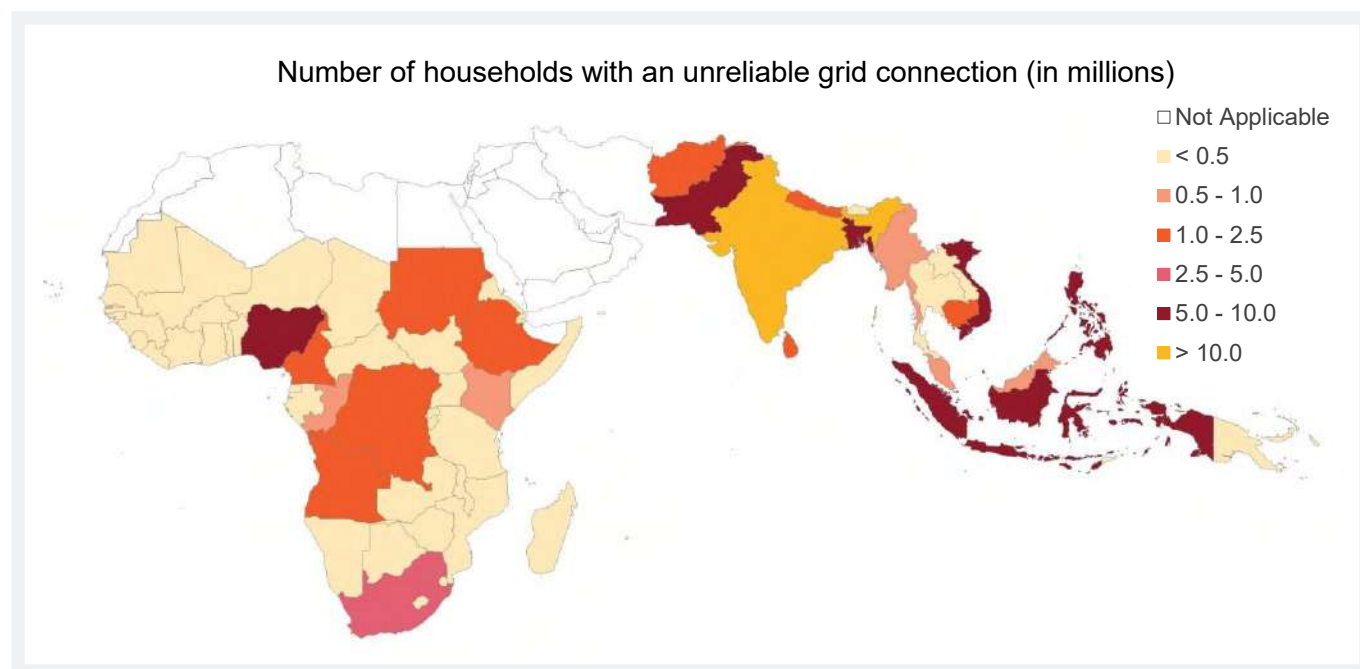 Number of households with an unreliable grid connection (in millions)
Not Applicable
< 0.5
0.5 - 1.0
1.0 - 2.5
2.5 - 5.0
5.0 - 10.0
> 10.0